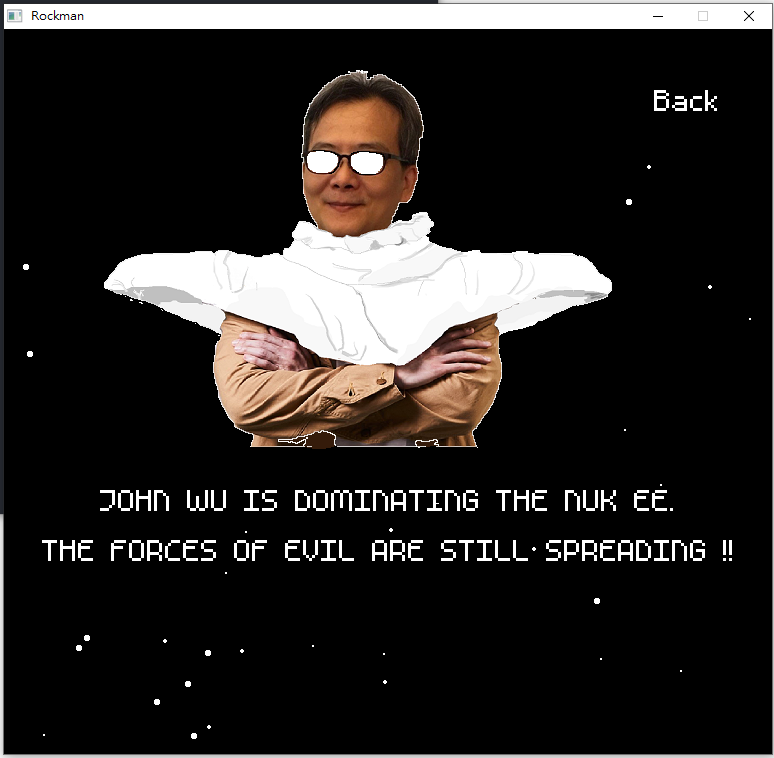 Rockman
Back
JOHN WU IS DOMINATING THE NUK EE.
THE FORCES OF EVIL ARE STILL SPREADING !!